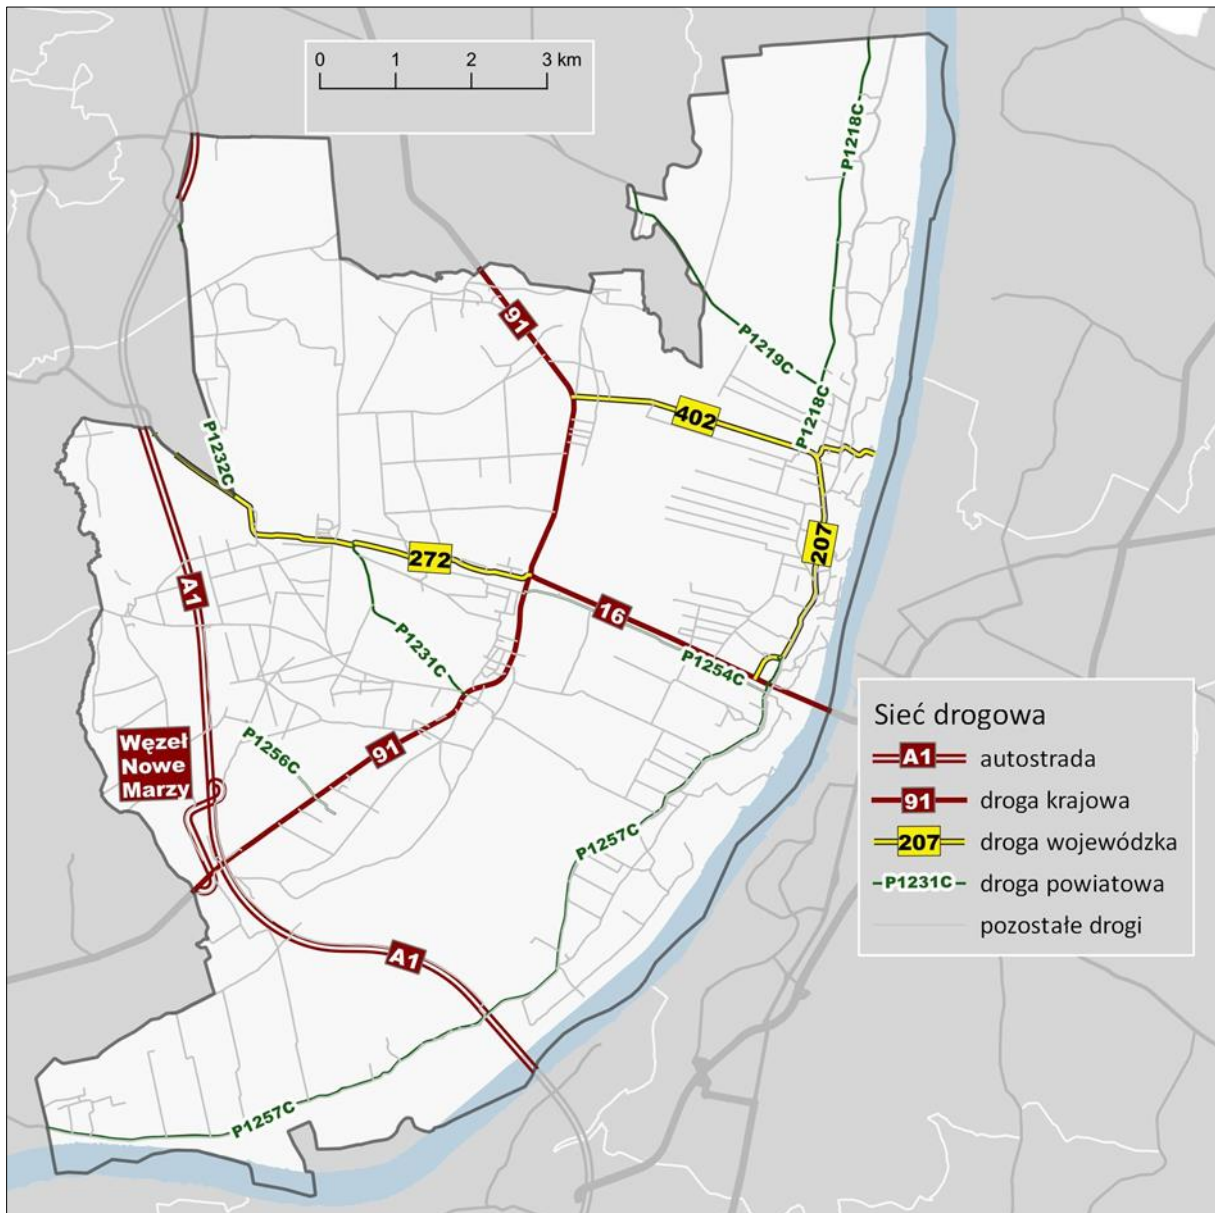 0 1 2 3 km
P1218C
91
P1219C
402
P1218C
P1232C
207
272
A1
16
P1231C
P1254C
91
P1256C
Węzeł
Nowe
Marzy
P1257C
A1
P1257C
Sieć drogowa
A1 autostrada
91 droga krajowa
207 droga wojewódzka
P1231C droga powiatowa
pozostałe drogi